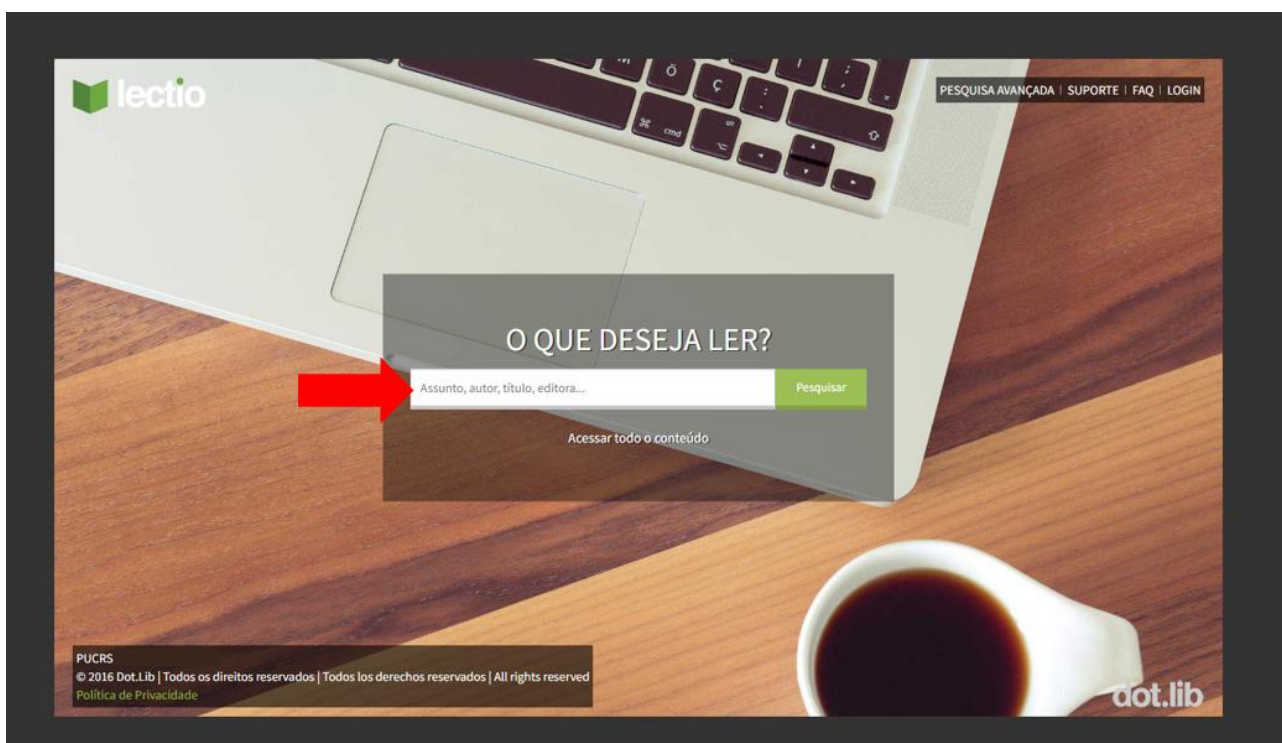 lectio
PESQUISA AVANÇADA | SUPORTE | FAQ | LOGIN
Ö
Ç
⌘ cmd
O QUE DESEJA LER?
Assunto, autor, título, editora...
Pesquisar
Acessar todo o conteúdo
PUCRS
© 2016 Dot.Lib | Todos os direitos reservados | Todos los derechos reservados | All rights reserved
Política de Privacidade
dot.lib